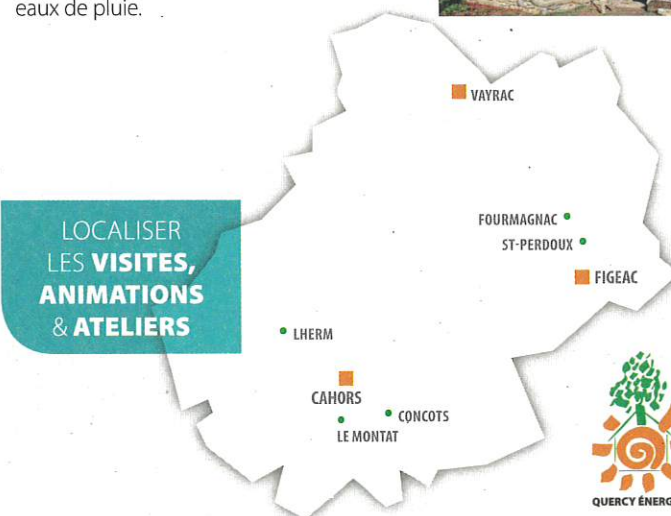 eaux de pluie.
VAYRAC
FOURMAGNAC
ST-PERDOUX
FIGEAC
LOCALISER
LES VISITES,
ANIMATIONS
& ATELIERS
LHERM
CAHORS
CONCOTS
LE MONTAT
QUERCY ÉNERG